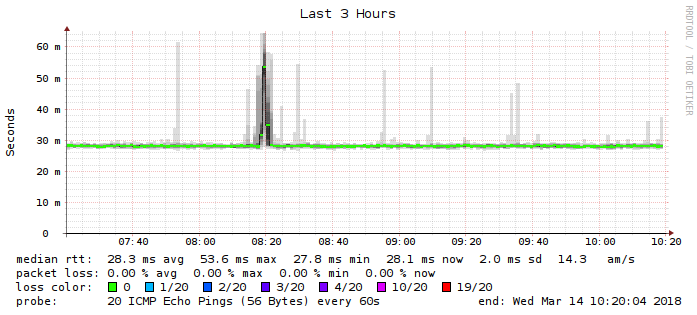 Last 3 Hours
RRDTOOL / TOBI OETIKER
Seconds
60 m
50 m
40 m
30 m
20 m
10 m
0
07:40 08:00 08:20 08:40 09:00 09:20 09:40 10:00 10:20
median rtt: 28.3 ms avg 53.6 ms max 27.8 ms min 28.1 ms now 2.0 ms sd 14.3 am/s
packet loss: 0.00 % avg 0.00 % max 0.00 % min 0.00 % now
loss color: 0 1/20 2/20 3/20 4/20 10/20 19/20
probe: 20 ICMP Echo Pings (56 Bytes) every 60s end: Wed Mar 14 10:20:04 2018